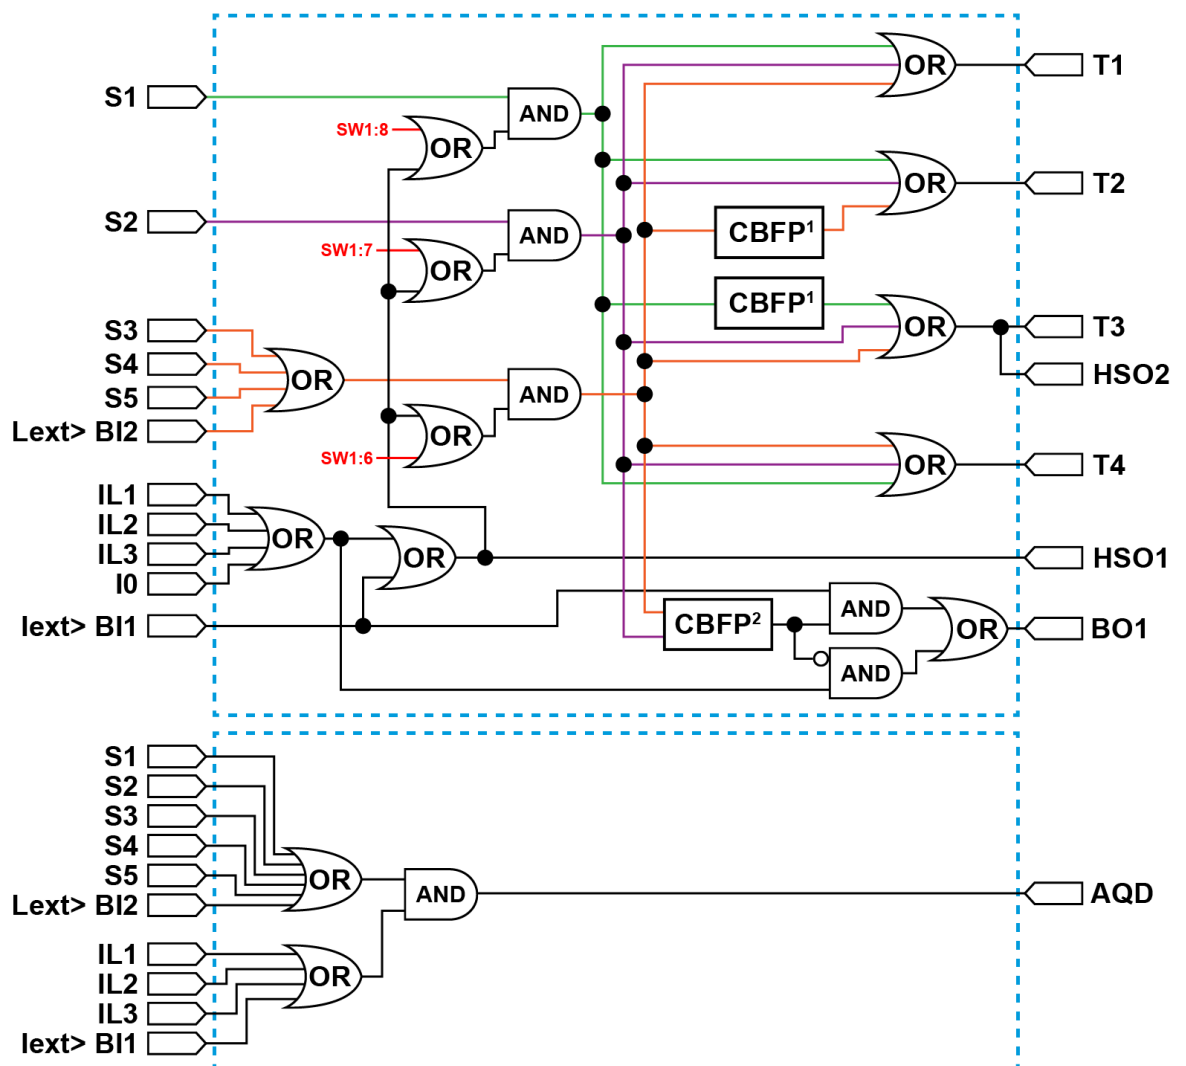 OR
T1
S1
AND
SW1:8
OR
OR
T2
S2
AND
CBFP¹
SW1:7
OR
CBFP¹
S3
OR
T3
S4
OR
AND
HSO2
S5
Lext> BI2
OR
SW1:6
OR
T4
IL1
IL2
OR
IL3
OR
HSO1
I0
AND
Iext> BI1
CBFP²
OR
BO1
AND
S1
S2
S3
S4
S5
OR
AND
AQD
Lext> BI2
IL1
IL2
OR
IL3
Iext> BI1